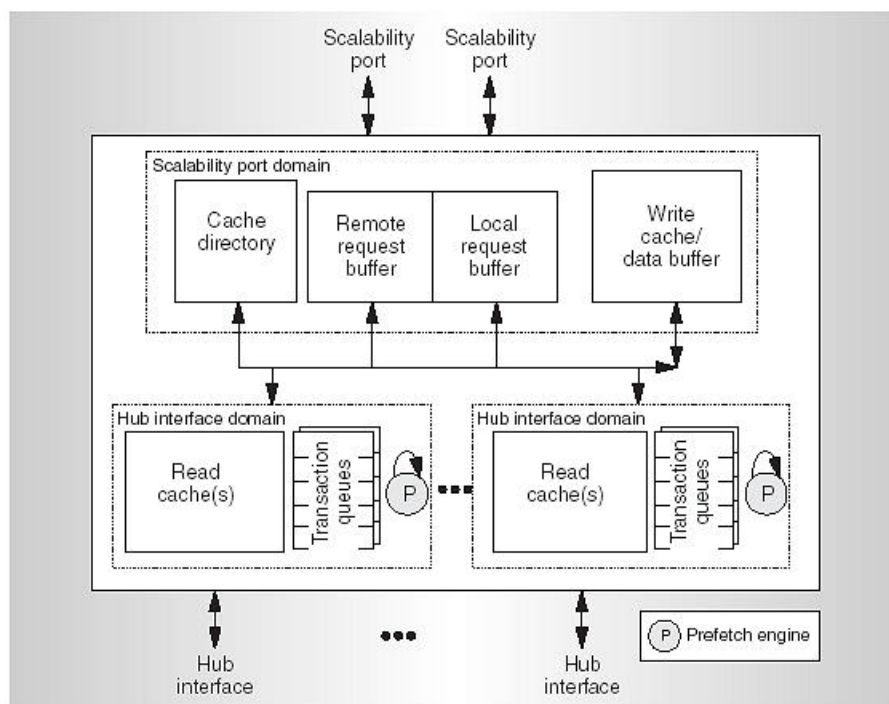 Scalability
port
Scalability
port
Scalability port domain
Cache
directory
Remote
request
buffer
Local
request
buffer
Write
cache/
data buffer
Hub interface domain
Read
cache(s)
Transaction
queues
P
Hub interface domain
Read
cache(s)
Transaction
queues
P
Hub
interface
Hub
interface
P Prefetch engine